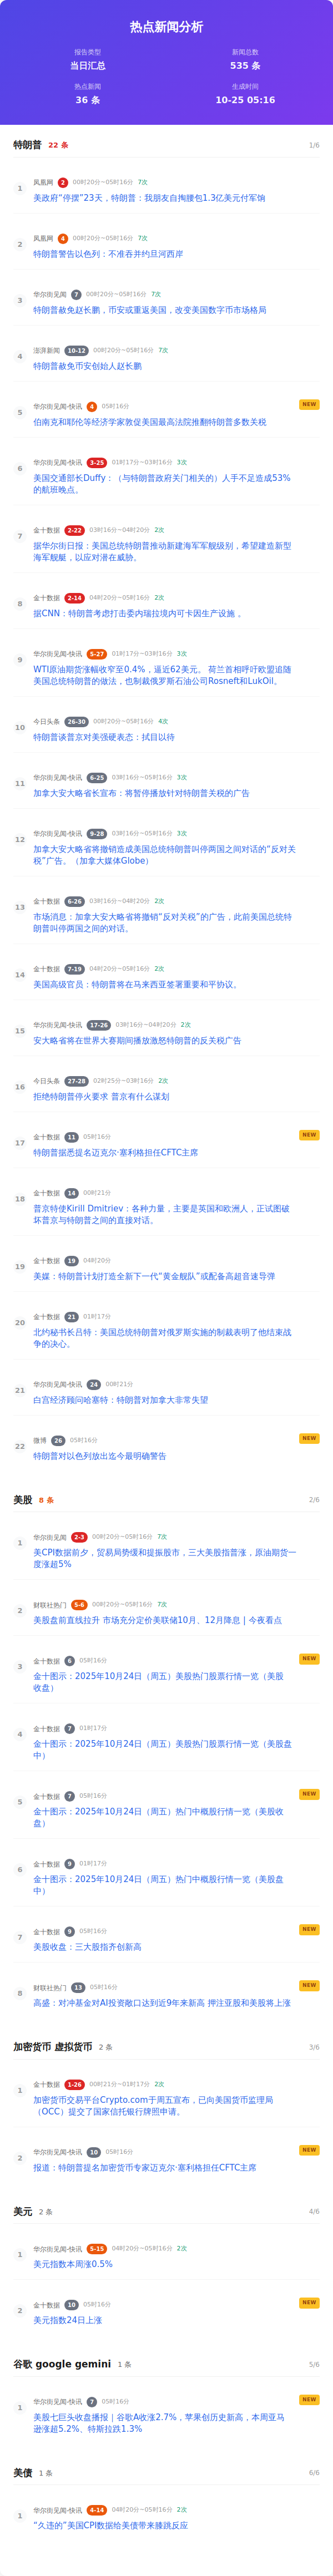 热点新闻分析
报告类型
新闻总数
当日汇总
535 条
热点新闻
生成时间
36 条
10-25 05:16
特朗普 22 条 1/6
1 凤凰网 2 00时20分~05时16分 7次
美政府“停摆”23天，特朗普：我朋友自掏腰包1.3亿美元付军饷
2 凤凰网 4 00时20分~05时16分 7次
特朗普警告以色列：不准吞并约旦河西岸
3 华尔街见闻 7 00时20分~05时16分 7次
特朗普赦免赵长鹏，币安或重返美国，改变美国数字币市场格局
4 澎湃新闻 10-12 00时20分~05时16分 7次
特朗普赦免币安创始人赵长鹏
5 华尔街见闻-快讯 4 05时16分 NEW
伯南克和耶伦等经济学家敦促美国最高法院推翻特朗普多数关税
6 华尔街见闻-快讯 3-25 01时17分~03时16分 3次
美国交通部长Duffy：（与特朗普政府关门相关的）人手不足造成53%
的航班晚点。
7 金十数据 2-22 03时16分~04时20分 2次
据华尔街日报：美国总统特朗普推动新建海军军舰级别，希望建造新型
海军舰艇，以应对潜在威胁。
8 金十数据 2-14 04时20分~05时16分 2次
据CNN：特朗普考虑打击委内瑞拉境内可卡因生产设施 。
9 华尔街见闻-快讯 5-27 01时17分~03时16分 3次
WTI原油期货涨幅收窄至0.4%，逼近62美元。 荷兰首相呼吁欧盟追随
美国总统特朗普的做法，也制裁俄罗斯石油公司Rosneft和LukOil。
10 今日头条 26-30 00时20分~05时16分 4次
特朗普谈普京对美强硬表态：拭目以待
11 华尔街见闻-快讯 6-25 03时16分~05时16分 3次
加拿大安大略省长宣布：将暂停播放针对特朗普关税的广告
12 华尔街见闻-快讯 9-28 03时16分~05时16分 3次
加拿大安大略省将撤销造成美国总统特朗普叫停两国之间对话的“反对关
税”广告。（加拿大媒体Globe）
13 金十数据 6-26 03时16分~04时20分 2次
市场消息：加拿大安大略省将撤销“反对关税”的广告，此前美国总统特
朗普叫停两国之间的对话。
14 金十数据 7-19 04时20分~05时16分 2次
美国高级官员：特朗普将在马来西亚签署重要和平协议。
15 华尔街见闻-快讯 17-26 03时16分~04时20分 2次
安大略省将在世界大赛期间播放激怒特朗普的反关税广告
16 今日头条 27-28 02时25分~03时16分 2次
拒绝特朗普停火要求 普京有什么谋划
17 金十数据 11 05时16分 NEW
特朗普据悉提名迈克尔·塞利格担任CFTC主席
18 金十数据 14 00时21分
普京特使Kirill Dmitriev：各种力量，主要是英国和欧洲人，正试图破
坏普京与特朗普之间的直接对话。
19 金十数据 19 04时20分
美媒：特朗普计划打造全新下一代“黄金舰队”或配备高超音速导弹
20 金十数据 21 01时17分
北约秘书长吕特：美国总统特朗普对俄罗斯实施的制裁表明了他结束战
争的决心。
21 华尔街见闻-快讯 24 00时21分
白宫经济顾问哈塞特：特朗普对加拿大非常失望
22 微博 26 05时16分 NEW
特朗普对以色列放出迄今最明确警告
美股 8 条 2/6
1 华尔街见闻 2-3 00时20分~05时16分 7次
美CPI数据前夕，贸易局势缓和提振股市，三大美股指普涨，原油期货一
度涨超5%
2 财联社热门 5-6 00时20分~05时16分 7次
美股盘前直线拉升 市场充分定价美联储10月、12月降息 | 今夜看点
3 金十数据 6 05时16分 NEW
金十图示：2025年10月24日（周五）美股热门股票行情一览（美股
收盘）
4 金十数据 7 01时17分
金十图示：2025年10月24日（周五）美股热门股票行情一览（美股盘
中）
5 金十数据 7 05时16分 NEW
金十图示：2025年10月24日（周五）热门中概股行情一览（美股收
盘）
6 金十数据 9 01时17分
金十图示：2025年10月24日（周五）热门中概股行情一览（美股盘
中）
7 金十数据 9 05时16分 NEW
美股收盘：三大股指齐创新高
8 财联社热门 13 05时16分 NEW
高盛：对冲基金对AI投资敞口达到近9年来新高 押注亚股和美股将上涨
加密货币 虚拟货币 2 条 3/6
1 金十数据 1-26 00时21分~01时17分 2次
加密货币交易平台Crypto.com于周五宣布，已向美国货币监理局
（OCC）提交了国家信托银行牌照申请。
2 华尔街见闻-快讯 10 05时16分 NEW
报道：特朗普提名加密货币专家迈克尔·塞利格担任CFTC主席
美元 2 条 4/6
1 华尔街见闻-快讯 5-15 04时20分~05时16分 2次
美元指数本周涨0.5%
2 金十数据 10 05时16分 NEW
美元指数24日上涨
谷歌 google gemini 1 条 5/6
1 华尔街见闻-快讯 7 05时16分 NEW
美股七巨头收盘播报｜谷歌A收涨2.7%，苹果创历史新高，本周亚马
逊涨超5.2%、特斯拉跌1.3%
美债 1 条 6/6
1 华尔街见闻-快讯 4-14 04时20分~05时16分 2次
“久违的”美国CPI数据给美债带来膝跳反应